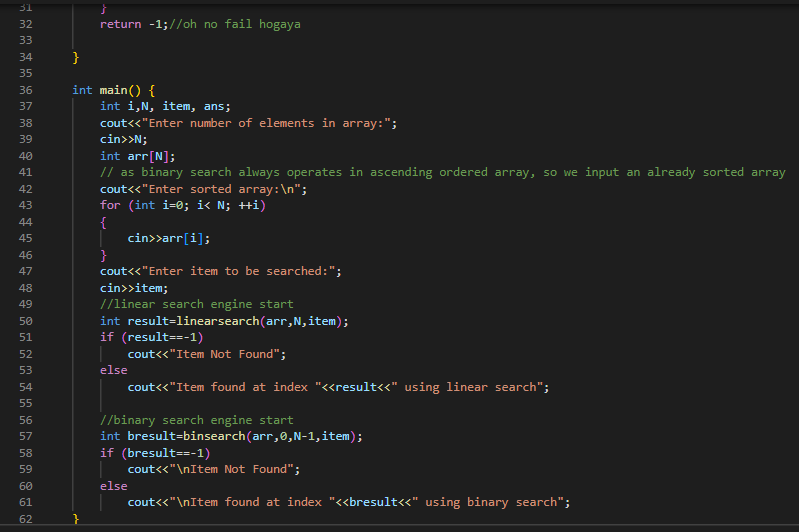 31        }
32        return -1;//oh no fail hogaya
33
34    }
35
36    int main() {
37        int i,N, item, ans;
38        cout<<"Enter number of elements in array:";
39        cin>>N;
40        int arr[N];
41        // as binary search always operates in ascending ordered array, so we input an already sorted array
42        cout<<"Enter sorted array:\n";
43        for (int i=0; i< N; ++i)
44        {
45            cin>>arr[i];
46        }
47        cout<<"Enter item to be searched:";
48        cin>>item;
49        //linear search engine start
50        int result=linearsearch(arr,N,item);
51        if (result==-1)
52            cout<<"Item Not Found";
53        else
54            cout<<"Item found at index "<<result<<" using linear search";
55
56        //binary search engine start
57        int bresult=binsearch(arr,0,N-1,item);
58        if (bresult==-1)
59            cout<<"\nItem Not Found";
60        else
61            cout<<"\nItem found at index "<<bresult<<" using binary search";
62    }